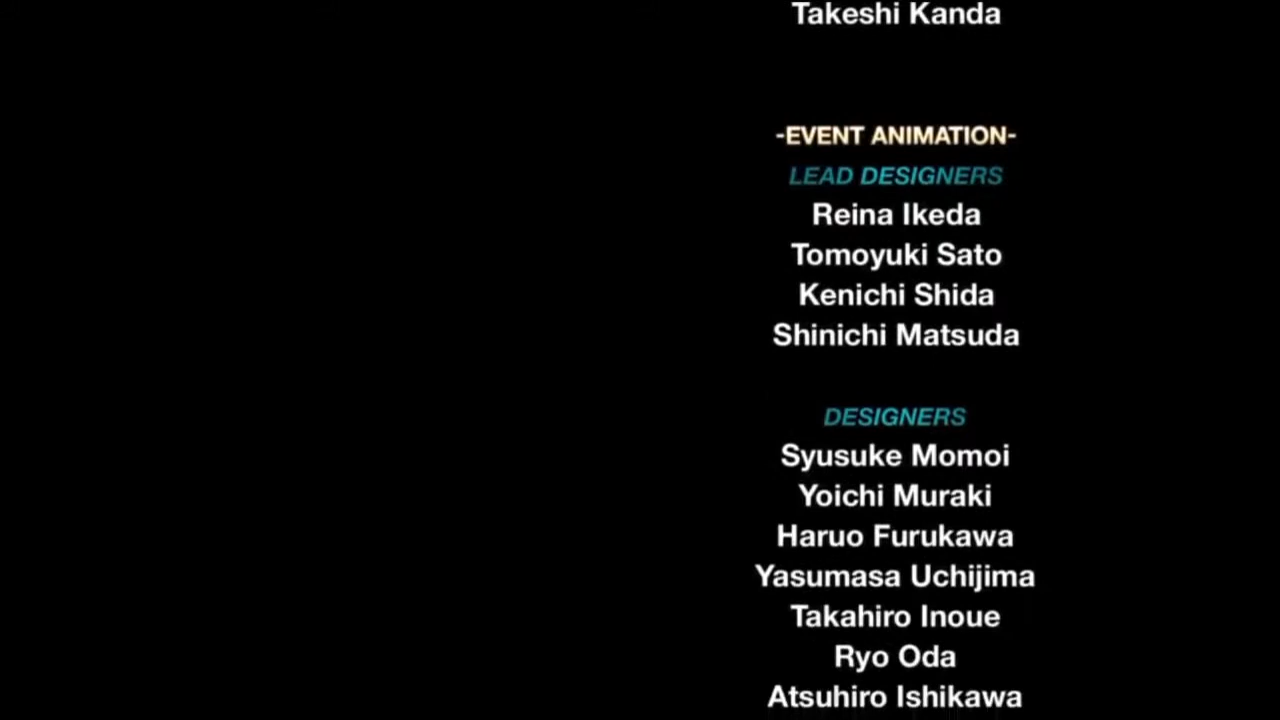 Takeshi Kanda
-EVENT ANIMATION-
LEAD DESIGNERS
Reina Ikeda
Tomoyuki Sato
Kenichi Shida
Shinichi Matsuda
DESIGNERS
Syusuke Momoi
Yoichi Muraki
Haruo Furukawa
Yasumasa Uchijima
Takahiro Inoue
Ryo Oda
Atsuhiro Ishikawa